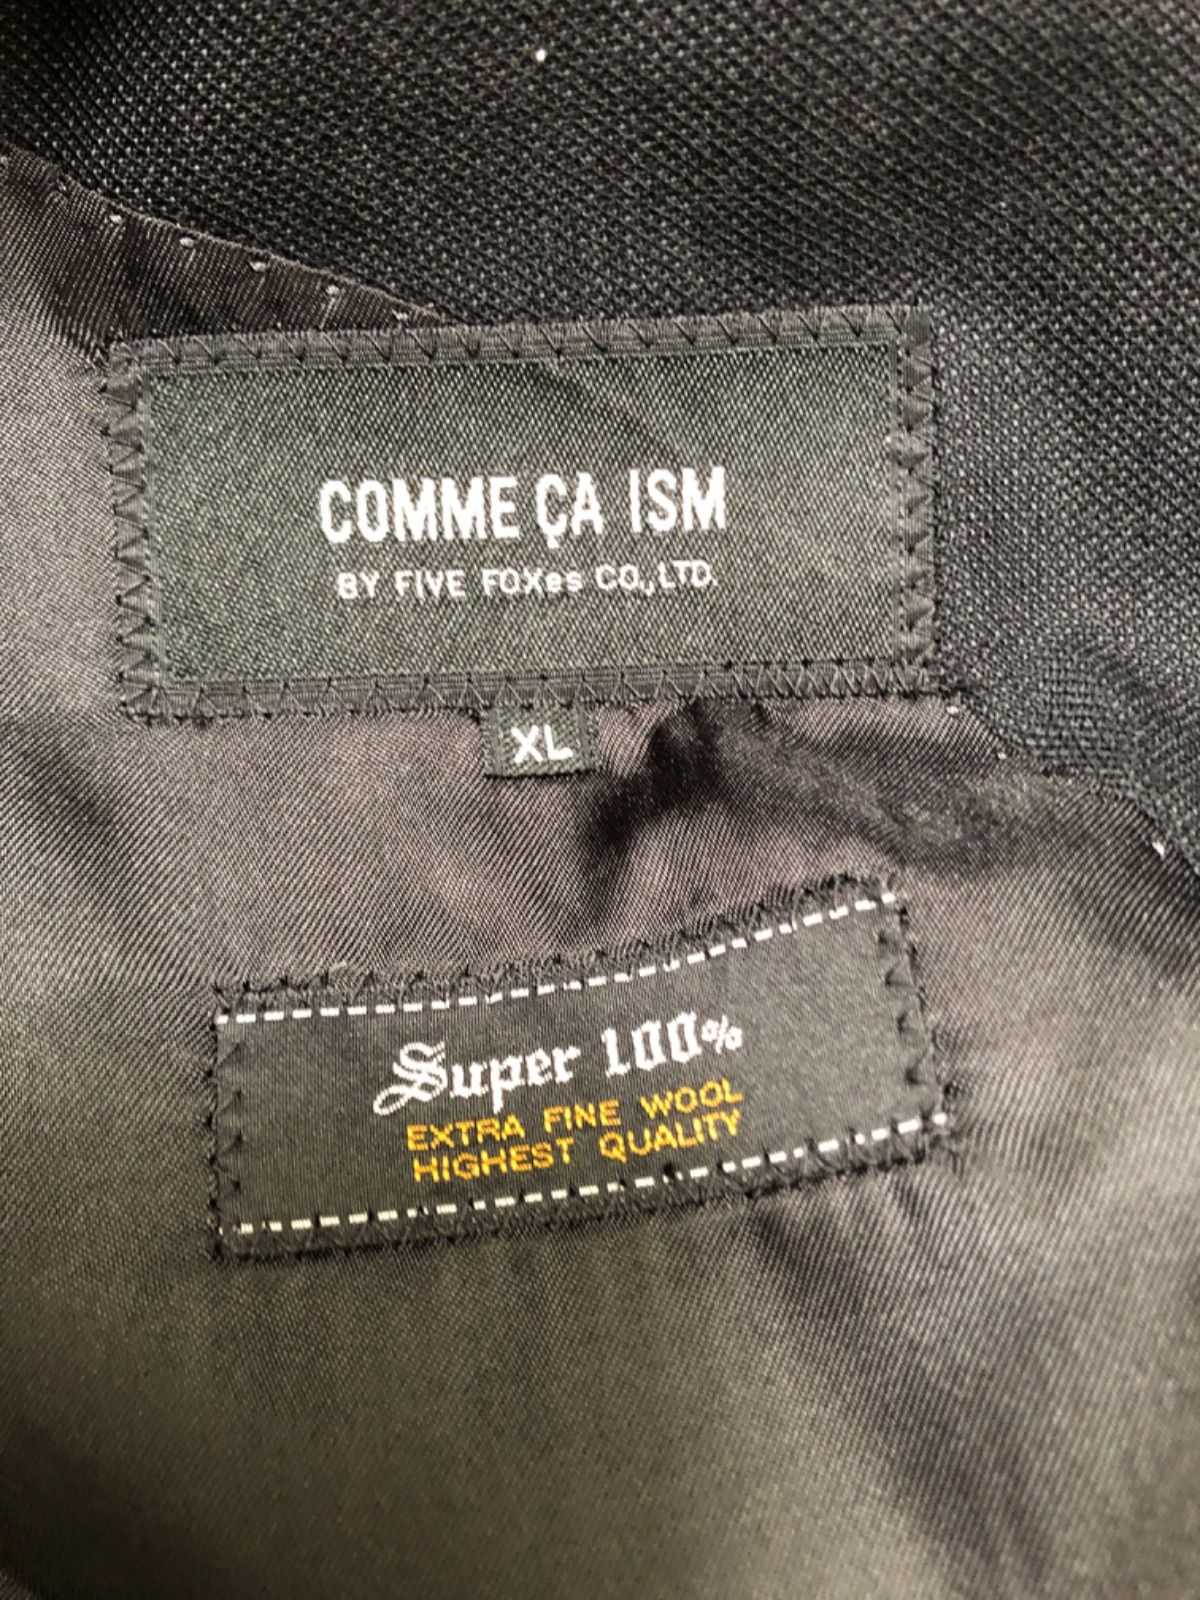 COMME ÇA ISM
BY FIVE FOXes CO.,LTD.
XL
Super 100%
EXTRA FINE WOOL
HIGHEST QUALITY